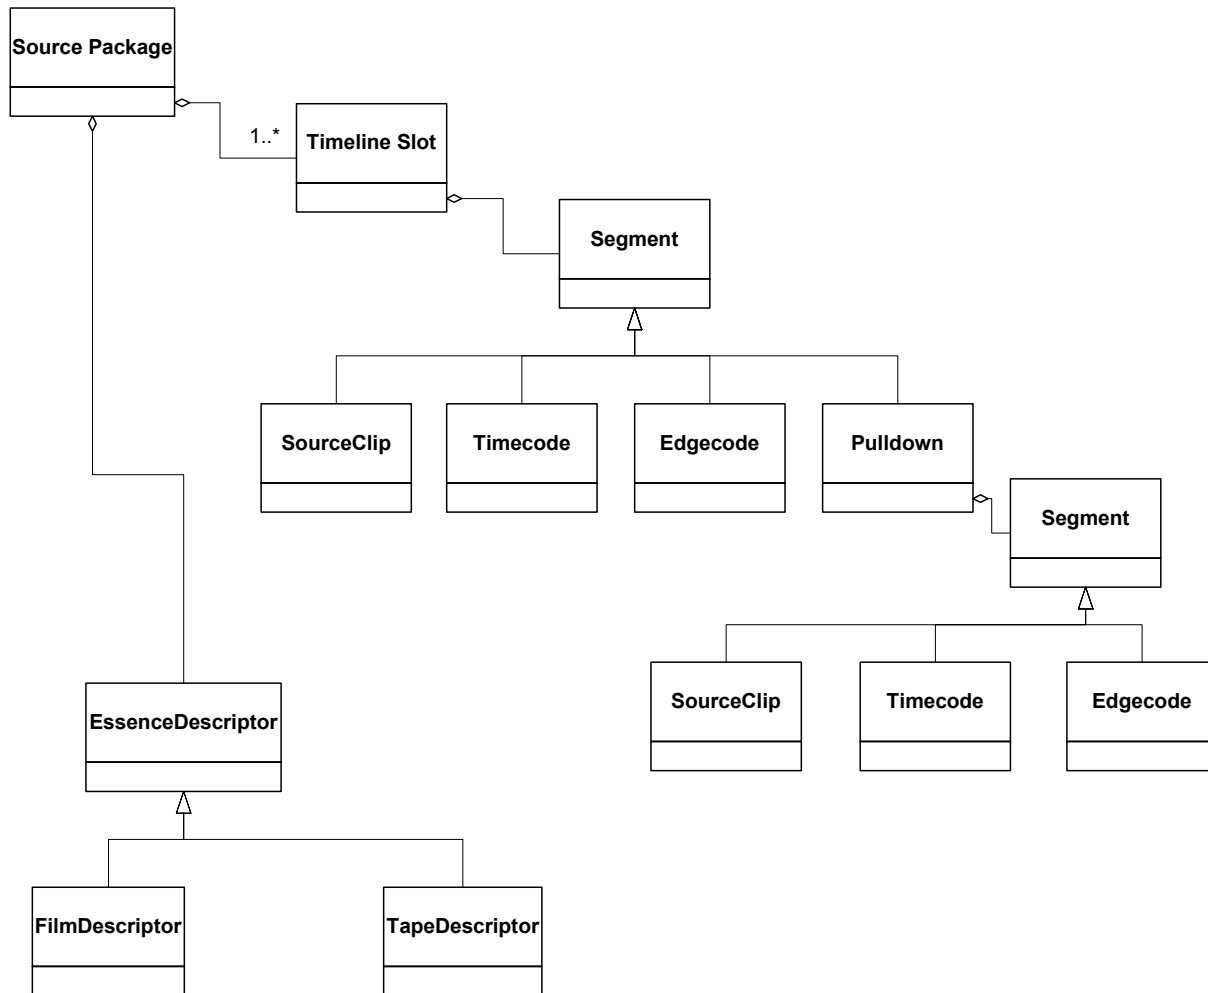 Source Package
1..*
Timeline Slot
Segment
SourceClip
Timecode
Edgecode
Pulldown
Segment
SourceClip
Timecode
Edgecode
EssenceDescriptor
FilmDescriptor
TapeDescriptor